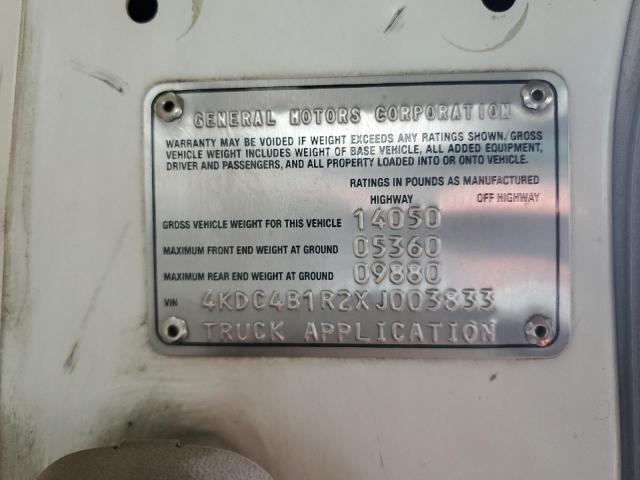 GENERAL MOTORS CORPORATION
WARRANTY MAY BE VOIDED IF WEIGHT EXCEEDS ANY RATINGS SHOWN. GROSS
VEHICLE WEIGHT INCLUDES WEIGHT OF BASE VEHICLE, ALL ADDED EQUIPMENT,
DRIVER AND PASSENGERS, AND ALL PROPERTY LOADED INTO OR ONTO VEHICLE.
RATINGS IN POUNDS AS MANUFACTURED
HIGHWAY OFF HIGHWAY
GROSS VEHICLE WEIGHT FOR THIS VEHICLE 14050
MAXIMUM FRONT END WEIGHT AT GROUND 05360
MAXIMUM REAR END WEIGHT AT GROUND 09880
VIN 4KDC4B1R2XJ003833
TRUCK APPLICATION